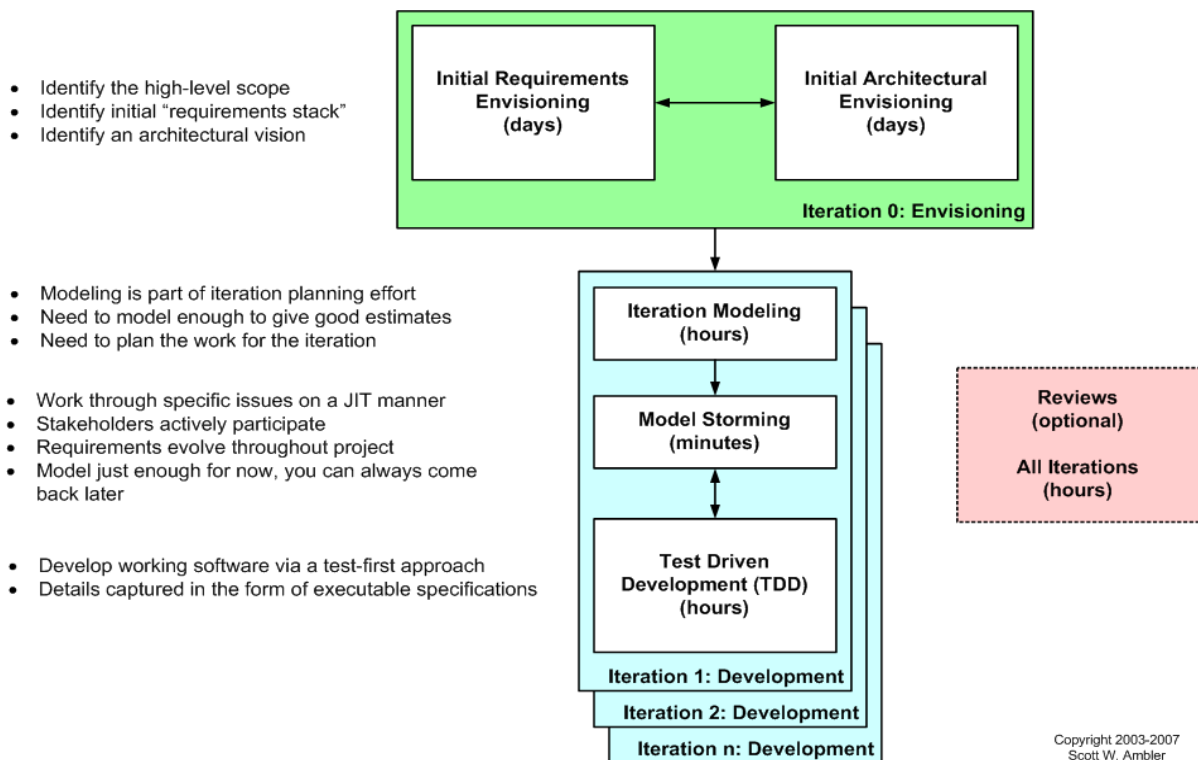 Initial Requirements
Envisioning
(days)
Initial Architectural
Envisioning
(days)
Iteration 0: Envisioning
• Identify the high-level scope
• Identify initial “requirements stack”
• Identify an architectural vision
• Modeling is part of iteration planning effort
• Need to model enough to give good estimates
• Need to plan the work for the iteration
Iteration Modeling
(hours)
• Work through specific issues on a JIT manner
• Stakeholders actively participate
• Requirements evolve throughout project
• Model just enough for now, you can always come
back later
Model Storming
(minutes)
Reviews
(optional)
All Iterations
(hours)
• Develop working software via a test-first approach
• Details captured in the form of executable specifications
Test Driven
Development (TDD)
(hours)
Iteration 1: Development
Iteration 2: Development
Iteration n: Development
Copyright 2003-2007
Scott W. Ambler